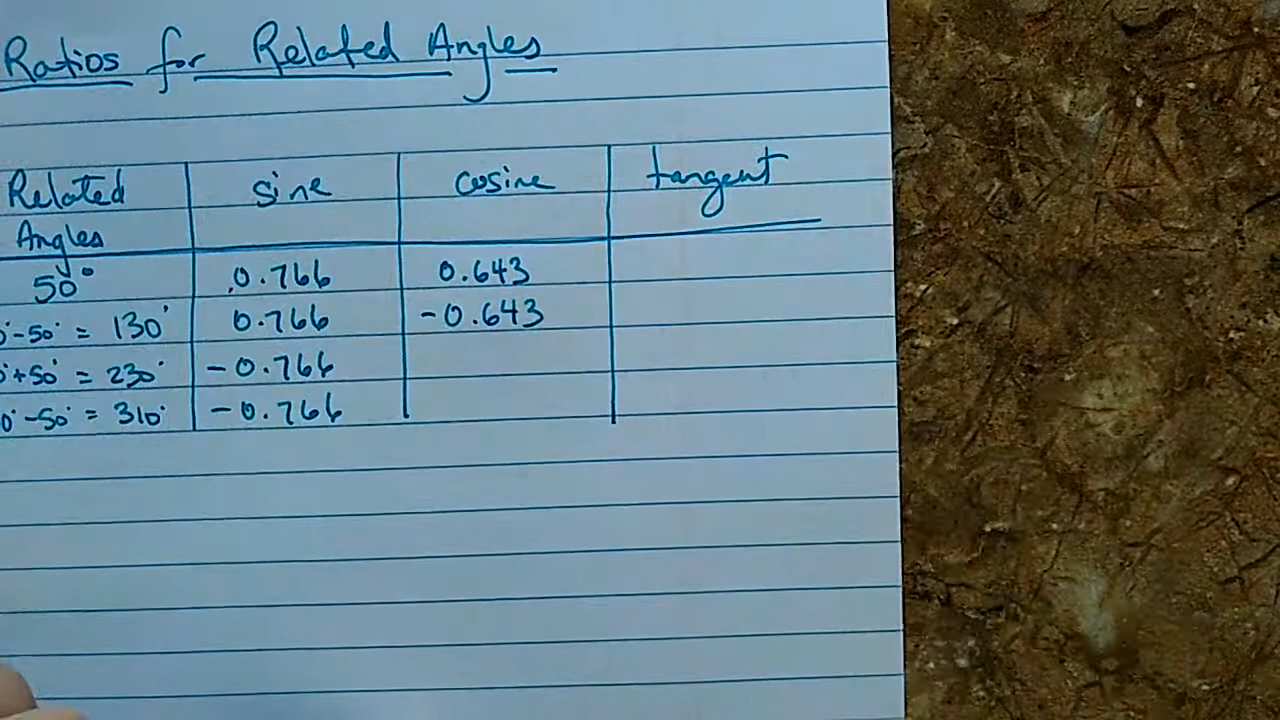 Ratios for Related Angles
Related Angles sine cosine tangent
50° 0.766 0.643
°-50° = 130° 0.766 -0.643
°+50° = 230° -0.766
0°-50° = 310° -0.766